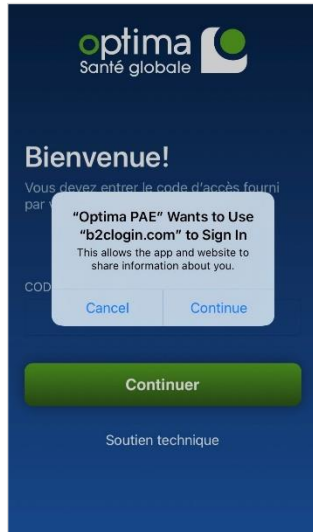 optima
Santé globale
Bienvenue!
Vous devez entrer le code d'accès fourni
par
"Optima PAE" Wants to Use
"b2clogin.com" to Sign In
This allows the app and website to
share information about you.
COD
Cancel Continue
Continuer
Soutien technique